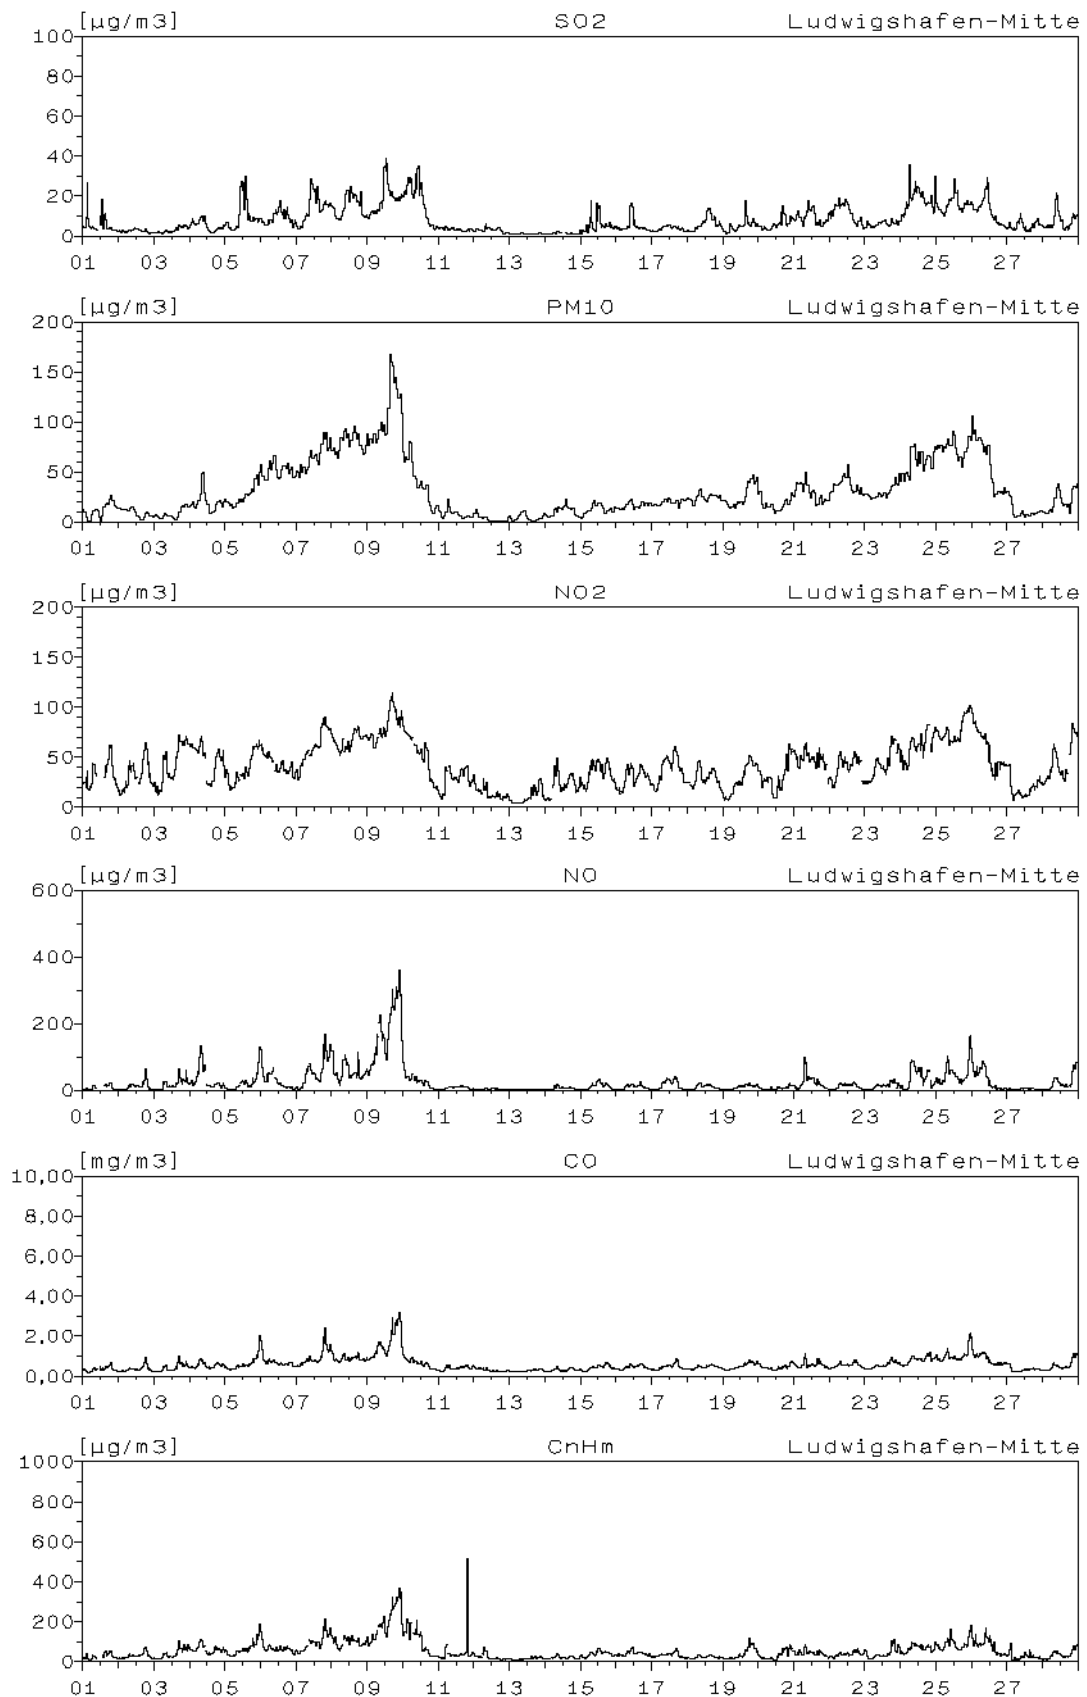 [µg/m3] SO2 Ludwigshafen-Mitte
100
80
60
40
20
0
01 03 05 07 09 11 13 15 17 19 21 23 25 27
[µg/m3] PM10 Ludwigshafen-Mitte
200
150
100
50
0
01 03 05 07 09 11 13 15 17 19 21 23 25 27
[µg/m3] NO2 Ludwigshafen-Mitte
200
150
100
50
0
01 03 05 07 09 11 13 15 17 19 21 23 25 27
[µg/m3] NO Ludwigshafen-Mitte
600
400
200
0
01 03 05 07 09 11 13 15 17 19 21 23 25 27
[mg/m3] CO Ludwigshafen-Mitte
10,00
8,00
6,00
4,00
2,00
0,00
01 03 05 07 09 11 13 15 17 19 21 23 25 27
[µg/m3] CnHm Ludwigshafen-Mitte
1000
800
600
400
200
0
01 03 05 07 09 11 13 15 17 19 21 23 25 27